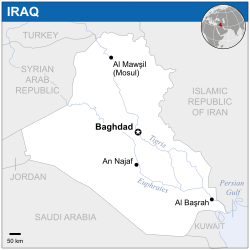 IRAQ
TURKEY
Al Mawşil
(Mosul)
SYRIAN
ARAB
REPUBLIC
ISLAMIC
REPUBLIC
OF IRAN
Baghdad
Tigris
An Najaf
JORDAN
Euphrates
Persian
Gulf
Al Başrah
SAUDI ARABIA
KUWAIT
50 km